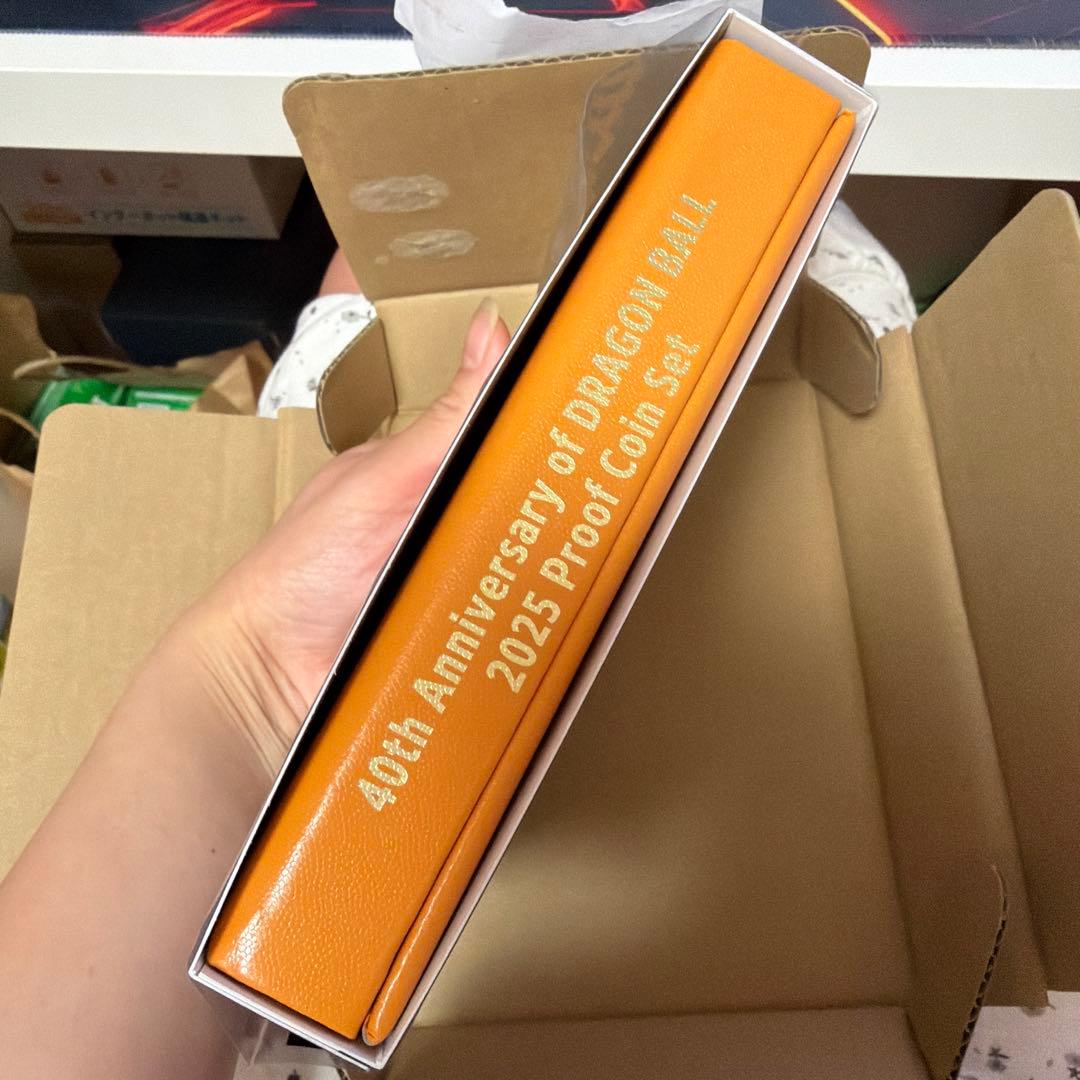 40th Anniversary of DRAGON BALL
2025 Proof Coin Set